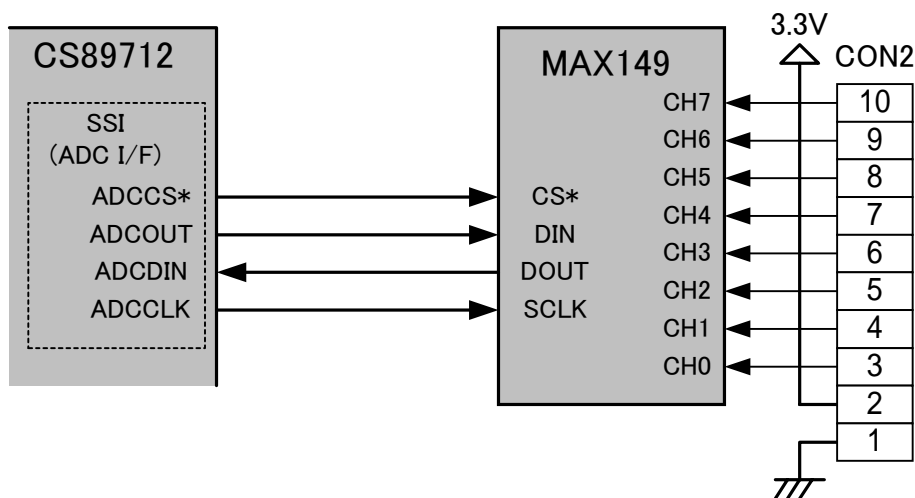 CS89712
SSI
(ADC I/F)
ADCCS*
ADCOUT
ADCDIN
ADCCLK
MAX149
CS*
DIN
DOUT
SCLK
CH7
CH6
CH5
CH4
CH3
CH2
CH1
CH0
3.3V
CON2
10
9
8
7
6
5
4
3
2
1